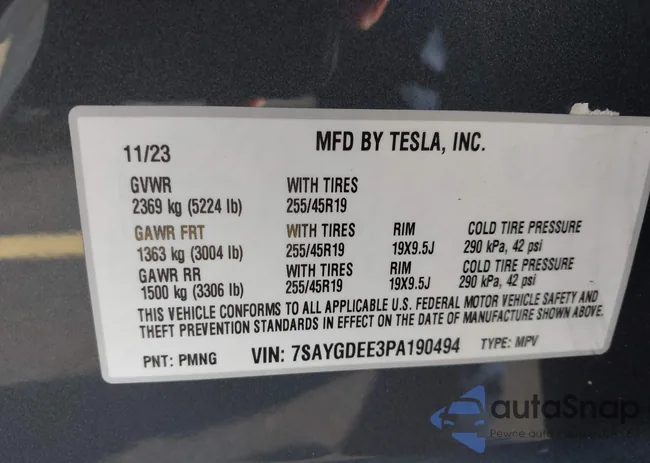 MFD BY TESLA, INC.
11/23
GVWR WITH TIRES
2369 kg (5224 lb) 255/45R19
GAWR FRT WITH TIRES RIM COLD TIRE PRESSURE
1363 kg (3004 lb) 255/45R19 19X9.5J 290 kPa, 42 psi
GAWR RR WITH TIRES RIM COLD TIRE PRESSURE
1500 kg (3306 lb) 255/45R19 19X9.5J 290 kPa, 42 psi
THIS VEHICLE CONFORMS TO ALL APPLICABLE U.S. FEDERAL MOTOR VEHICLE SAFETY AND
THEFT PREVENTION STANDARDS IN EFFECT ON THE DATE OF MANUFACTURE SHOWN ABOVE.
PNT: PMNG VIN: 7SAYGDEE3PA190494 TYPE: MPV
autaSnap
Pewne auto